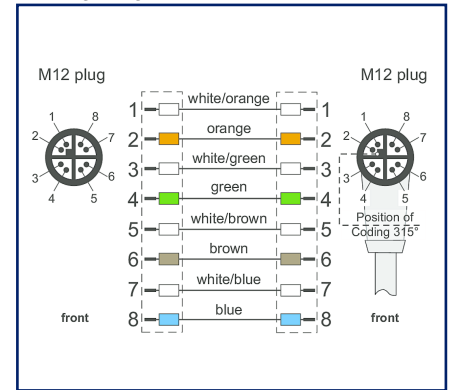 M12 plug
M12 plug
1 8
2 7
3 6
4 5
1 white/orange 1
2 orange 2
3 white/green 3
4 green 4
5 white/brown 5
6 brown 6
7 white/blue 7
8 blue 8
1 8
2 7
3 6
4 5
Position of
Coding 315°
front
front